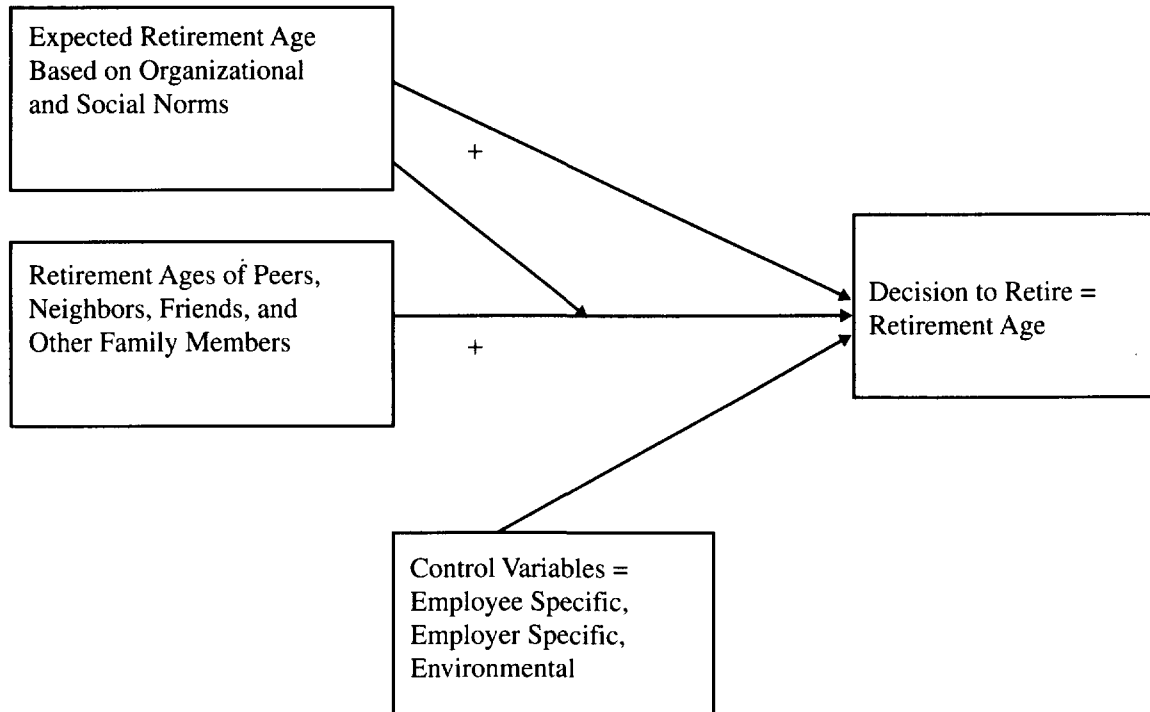 Expected Retirement Age
Based on Organizational
and Social Norms
+
Retirement Ages of Peers,
Neighbors, Friends, and
Other Family Members
+
Decision to Retire =
Retirement Age
Control Variables =
Employee Specific,
Employer Specific,
Environmental